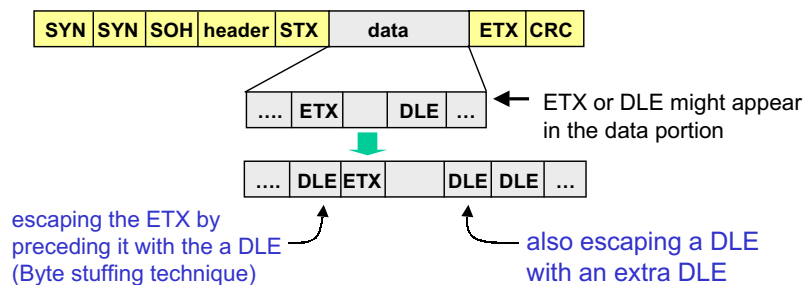 SYN SYN SOH header STX data ETX CRC
.... ETX DLE ...
ETX or DLE might appear
in the data portion
.... DLE ETX DLE DLE ...
escaping the ETX by
preceding it with the a DLE
(Byte stuffing technique)
also escaping a DLE
with an extra DLE